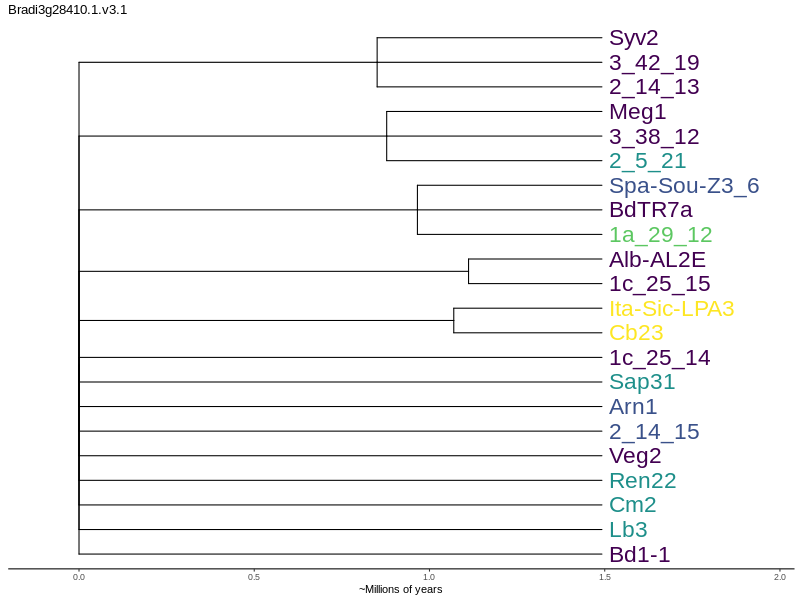 Bradi3g28410.1.v3.1
Syv2
3_42_19
2_14_13
Meg1
3_38_12
2_5_21
Spa-Sou-Z3_6
BdTR7a
1a_29_12
Alb-AL2E
1c_25_15
Ita-Sic-LPA3
Cb23
1c_25_14
Sap31
Arn1
2_14_15
Veg2
Ren22
Cm2
Lb3
Bd1-1
0.0 0.5 1.0 1.5 2.0
~Millions of years